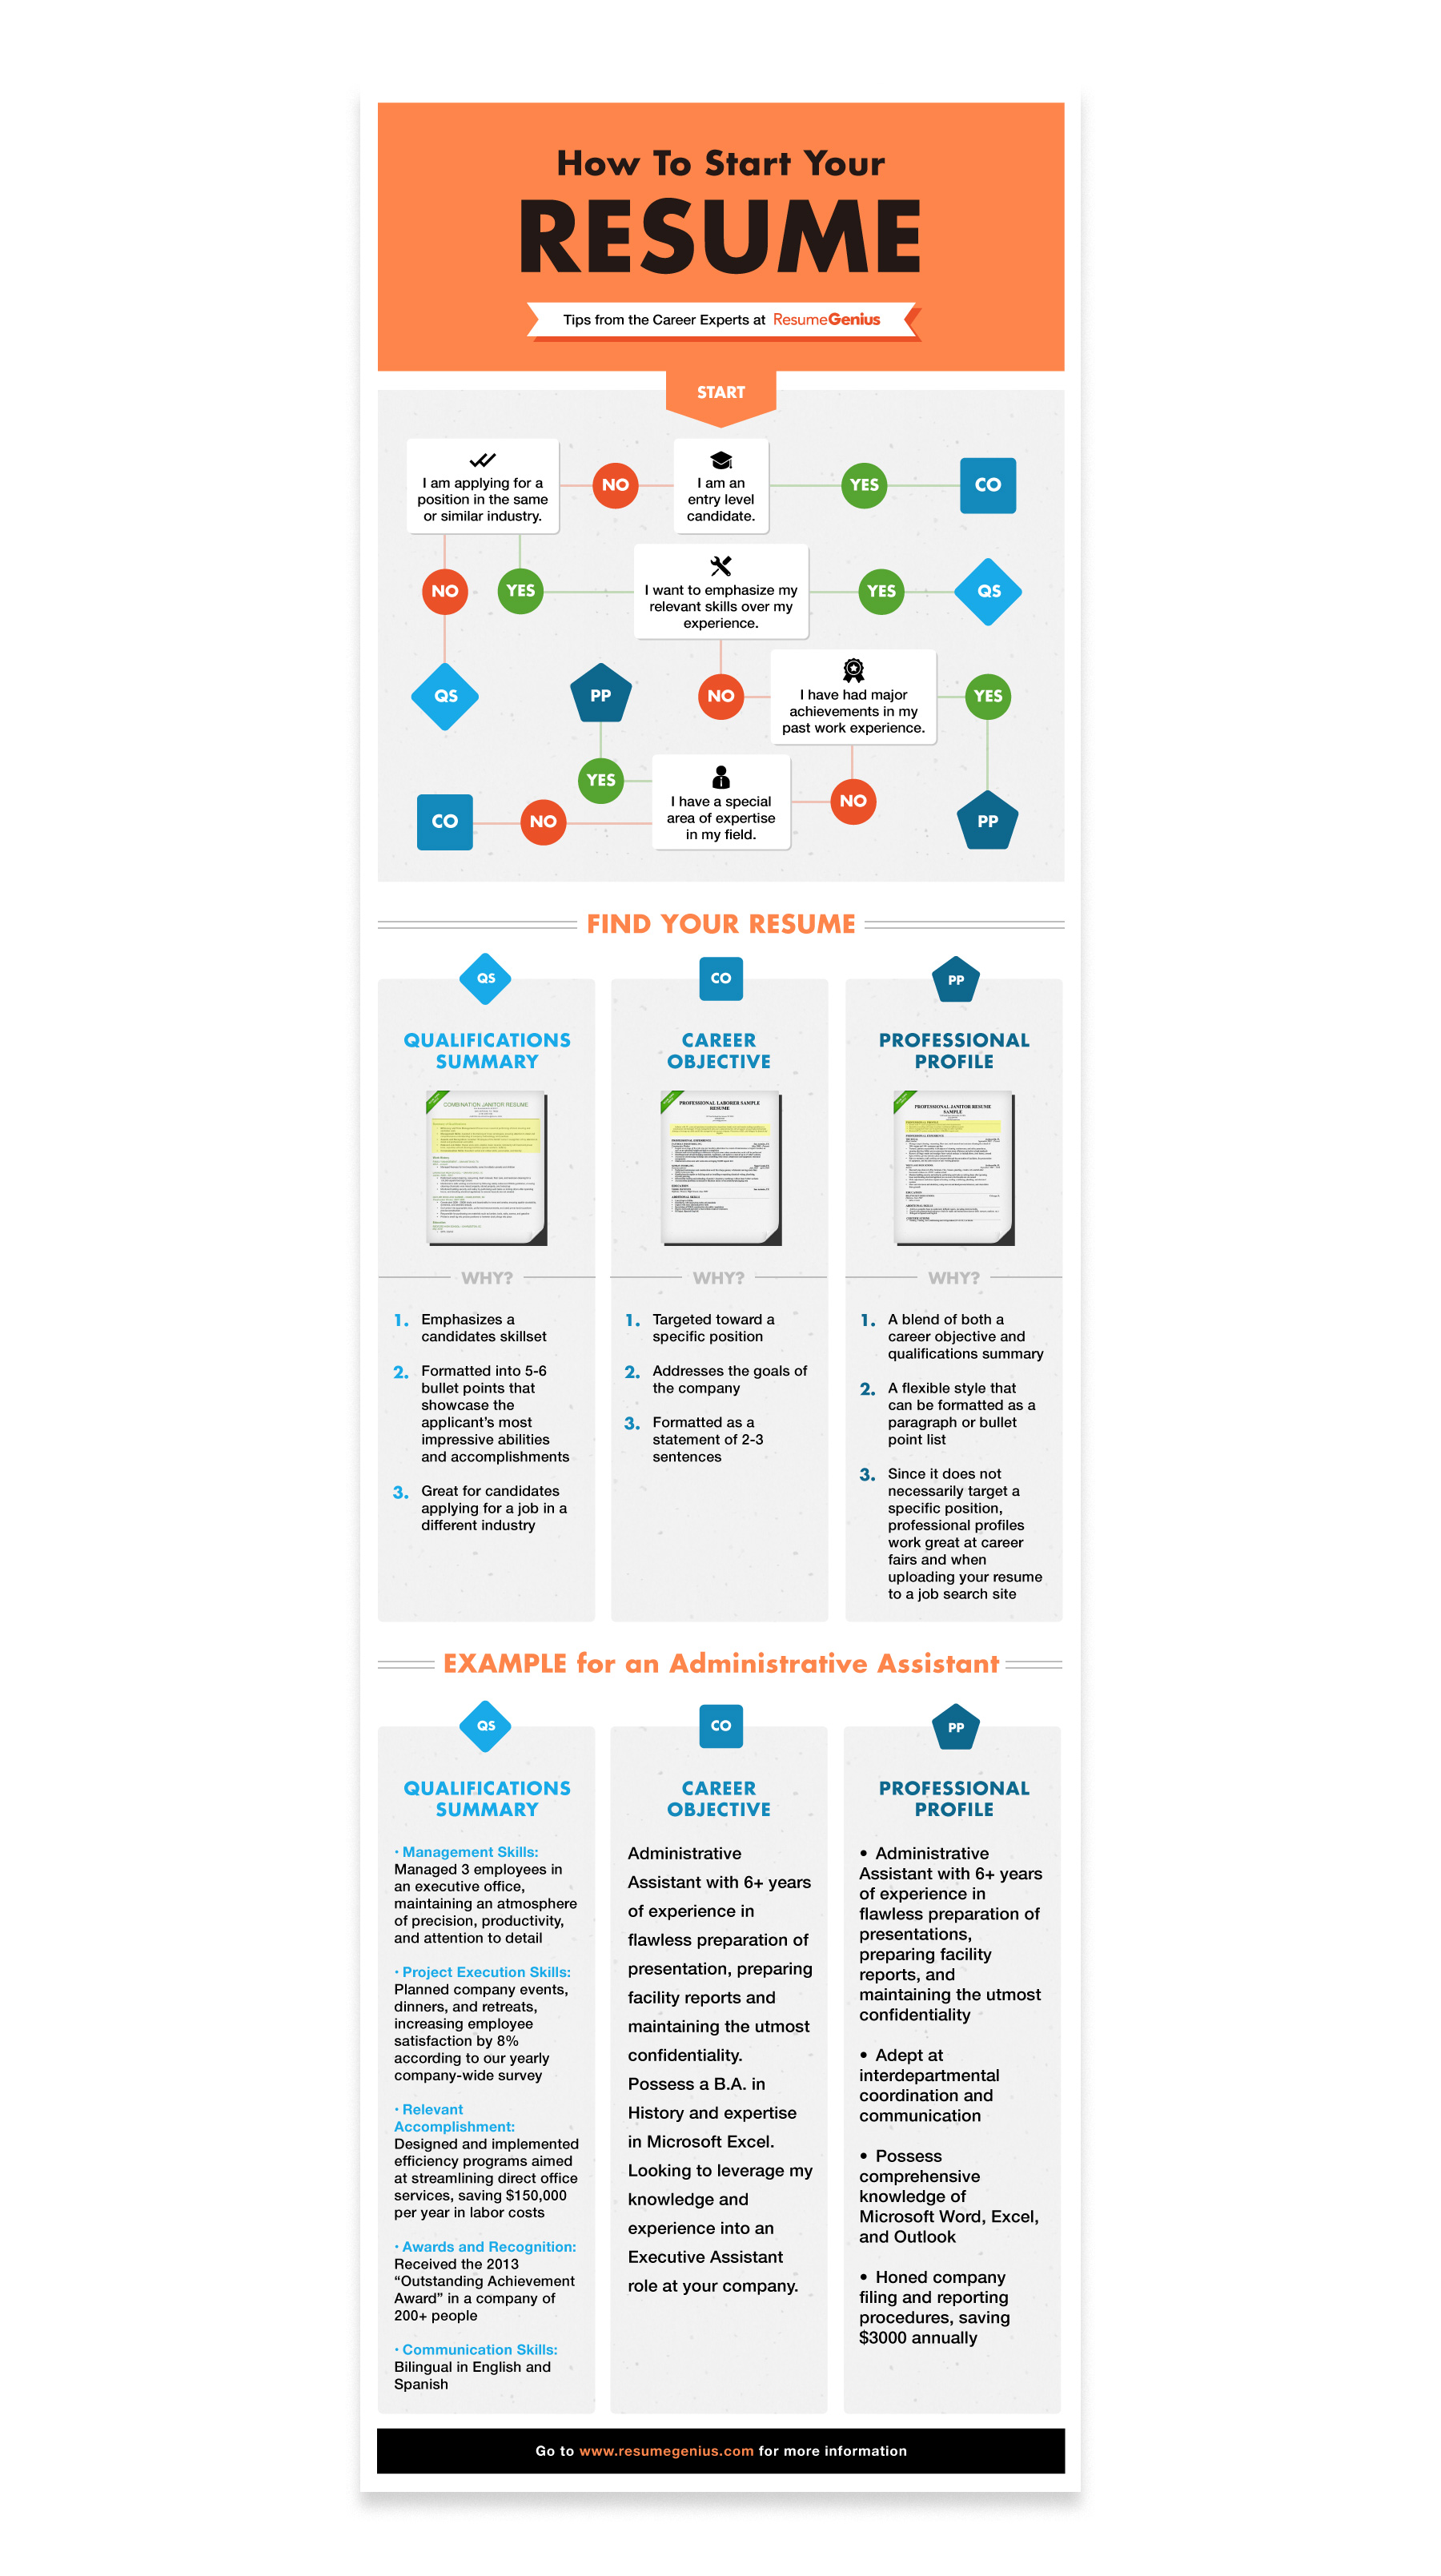 How To Start Your
RESUME
Tips from the Career Experts at ResumeGenius
START
I am applying for a
position in the same
or similar industry.
NO
I am an
entry level
candidate.
YES
CO
NO
YES
I want to emphasize my
relevant skills over my
experience.
YES
QS
QS
PP
NO
I have had major
achievements in my
past work experience.
YES
YES
I have a special
area of expertise
in my field.
NO
CO
NO
PP
FIND YOUR RESUME
QS
QUALIFICATIONS
SUMMARY
COMBINATION JANITOR RESUME
WHY?
1. Emphasizes a
candidates skillset
2. Formatted into 5-6
bullet points that
showcase the
applicant's most
impressive abilities
and accomplishments
3. Great for candidates
applying for a job in a
different industry
CO
CAREER
OBJECTIVE
PROFESSIONAL LABORER SAMPLE
RESUME
WHY?
1. Targeted toward a
specific position
2. Addresses the goals of
the company
3. Formatted as a
statement of 2-3
sentences
PP
PROFESSIONAL
PROFILE
PROFESSIONAL JANITOR RESUME
SAMPLE
WHY?
1. A blend of both a
career objective and
qualifications summary
2. A flexible style that
can be formatted as a
paragraph or bullet
point list
3. Since it does not
necessarily target a
specific position,
professional profiles
work great at career
fairs and when
uploading your resume
to a job search site
EXAMPLE for an Administrative Assistant
QS
QUALIFICATIONS
SUMMARY
· Management Skills:
Managed 3 employees in
an executive office,
maintaining an atmosphere
of precision, productivity,
and attention to detail
· Project Execution Skills:
Planned company events,
dinners, and retreats,
increasing employee
satisfaction by 8%
according to our yearly
company-wide survey
· Relevant
Accomplishment:
Designed and implemented
efficiency programs aimed
at streamlining direct office
services, saving $150,000
per year in labor costs
· Awards and Recognition:
Received the 2013
“Outstanding Achievement
Award” in a company of
200+ people
· Communication Skills:
Bilingual in English and
Spanish
CO
CAREER
OBJECTIVE
Administrative
Assistant with 6+ years
of experience in
flawless preparation of
presentation, preparing
facility reports and
maintaining the utmost
confidentiality.
Possess a B.A. in
History and expertise
in Microsoft Excel.
Looking to leverage my
knowledge and
experience into an
Executive Assistant
role at your company.
PP
PROFESSIONAL
PROFILE
• Administrative
Assistant with 6+ years
of experience in
flawless preparation of
presentations,
preparing facility
reports, and
maintaining the utmost
confidentiality
• Adept at
interdepartmental
coordination and
communication
• Possess
comprehensive
knowledge of
Microsoft Word, Excel,
and Outlook
• Honed company
filing and reporting
procedures, saving
$3000 annually
Go to www.resumegenius.com for more information